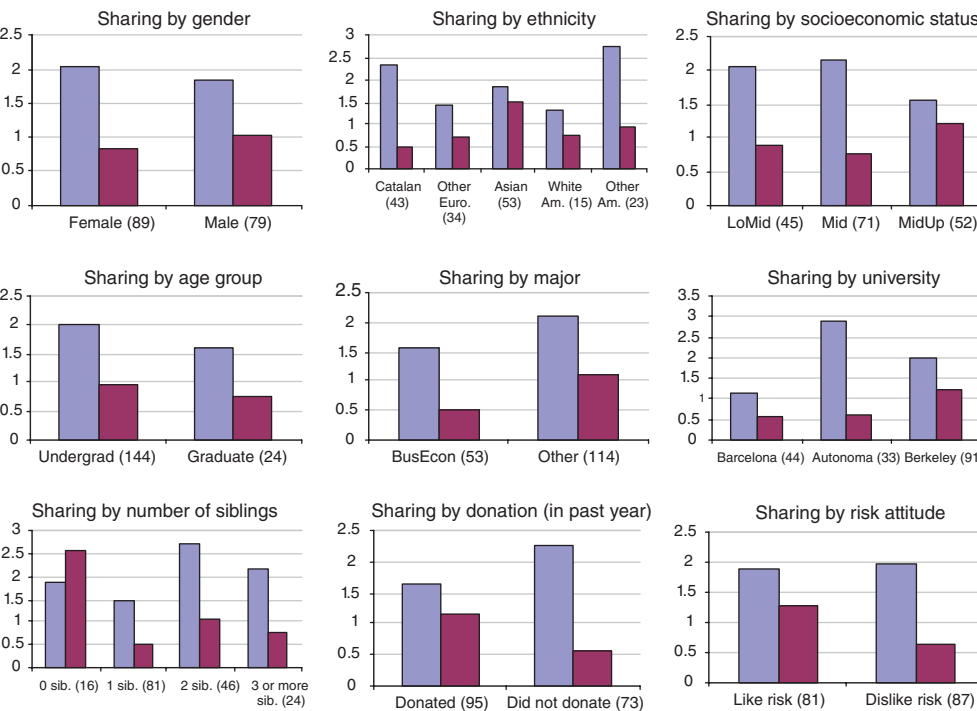 Sharing by gender
2.5
2
1.5
1
0.5
0
Female (89) Male (79)
Sharing by ethnicity
3
2.5
2
1.5
1
0.5
0
Catalan Other Asian White Other
(43) Euro. (53) Am. (15) Am. (23)
(34)
Sharing by socioeconomic status
2.5
2
1.5
1
0.5
0
LoMid (45) Mid (71) MidUp (52)
Sharing by age group
2.5
2
1.5
1
0.5
0
Undergrad (144) Graduate (24)
Sharing by major
2.5
2
1.5
1
0.5
0
BusEcon (53) Other (114)
Sharing by university
3.5
3
2.5
2
1.5
1
0.5
0
Barcelona (44) Autonoma (33) Berkeley (91
Sharing by number of siblings
3
2.5
2
1.5
1
0.5
0
0 sib. (16) 1 sib. (81) 2 sib. (46) 3 or more
sib. (24)
Sharing by donation (in past year)
2.5
2
1.5
1
0.5
0
Donated (95) Did not donate (73)
Sharing by risk attitude
2.5
2
1.5
1
0.5
0
Like risk (81) Dislike risk (87)